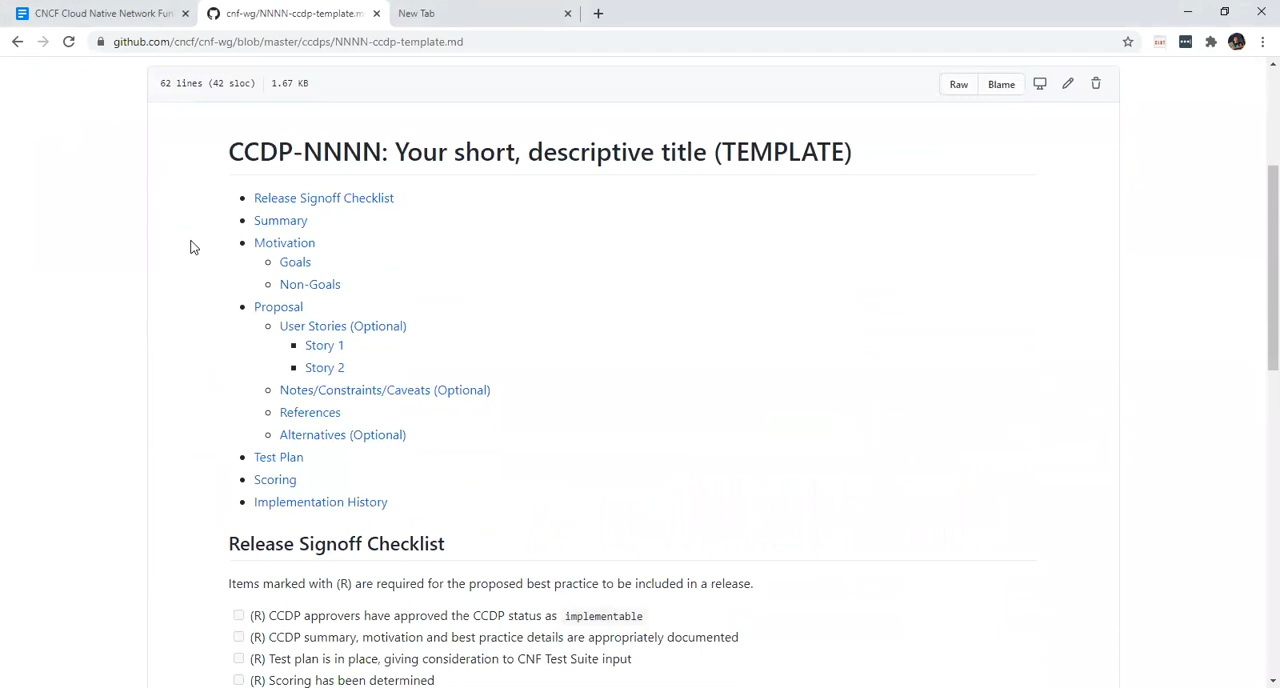 CNCF Cloud Native Network Fun
cnf-wg/NNNN-ccdp-template.m
New Tab
github.com/cncf/cnf-wg/blob/master/ccdps/NNNN-ccdp-template.md
62 lines (42 sloc)
1.67 KB
Raw
Blame
CCDP-NNNN: Your short, descriptive title (TEMPLATE)
Release Signoff Checklist
Summary
Motivation
Goals
Non-Goals
Proposal
User Stories (Optional)
Story 1
Story 2
Notes/Constraints/Caveats (Optional)
References
Alternatives (Optional)
Test Plan
Scoring
Implementation History
Release Signoff Checklist
Items marked with (R) are required for the proposed best practice to be included in a release.
(R) CCDP approvers have approved the CCDP status as implementable
(R) CCDP summary, motivation and best practice details are appropriately documented
(R) Test plan is in place, giving consideration to CNF Test Suite input
(R) Scoring has been determined